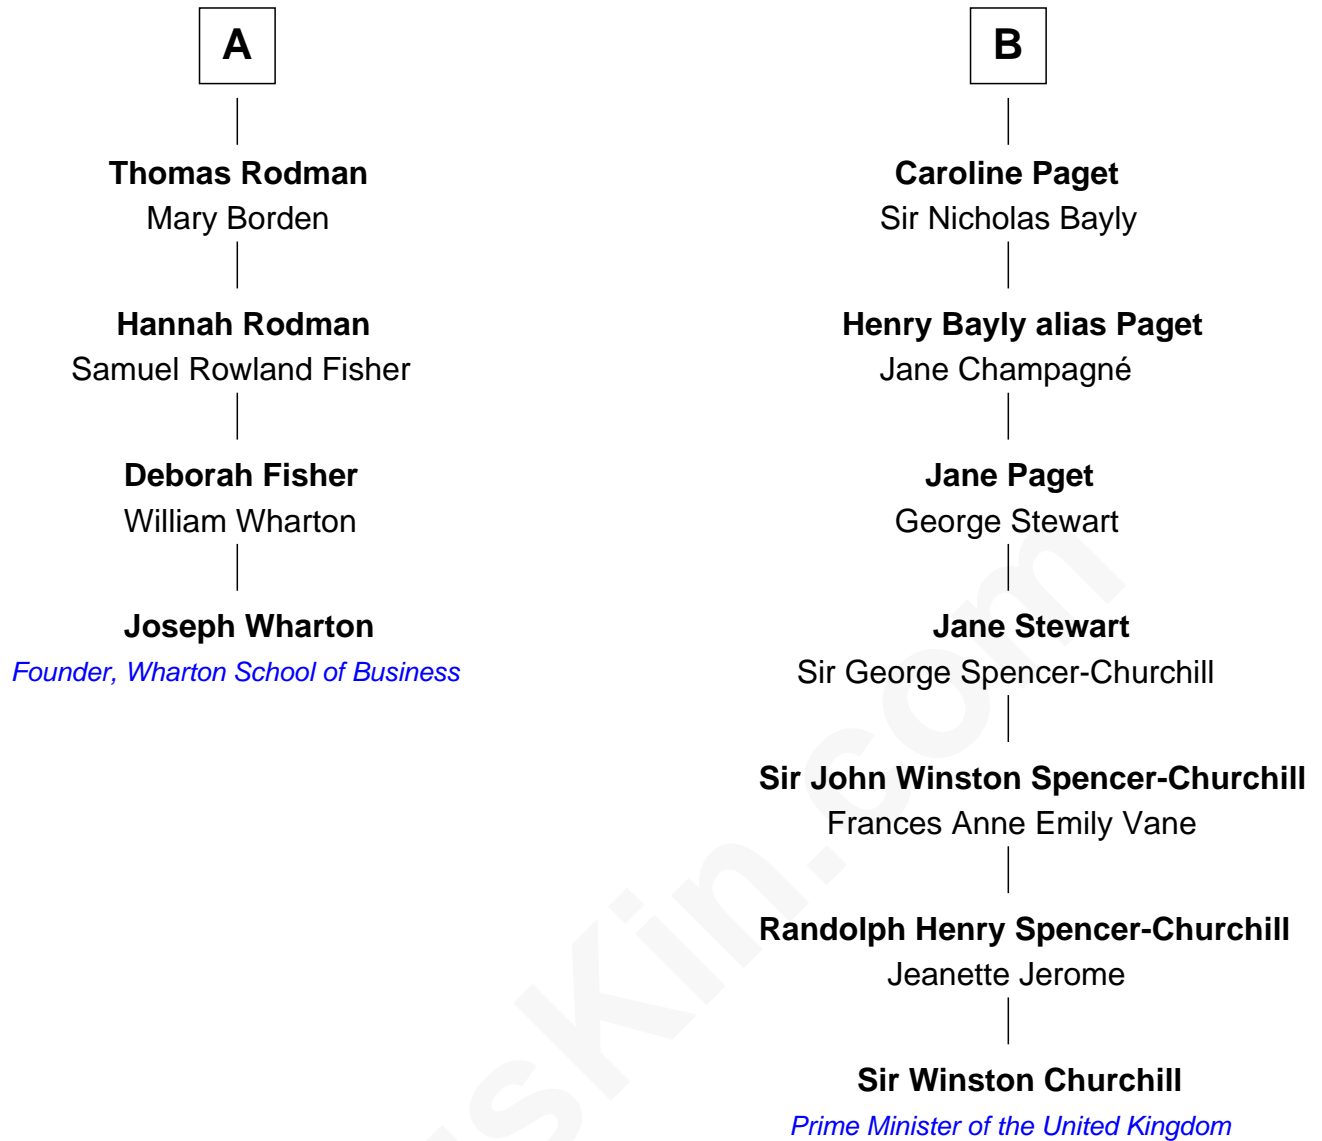 A
Thomas Rodman
Mary Borden
Hannah Rodman
Samuel Rowland Fisher
Deborah Fisher
William Wharton
Joseph Wharton
Founder, Wharton School of Business
B
Caroline Paget
Sir Nicholas Bayly
Henry Bayly alias Paget
Jane Champagné
Jane Paget
George Stewart
Jane Stewart
Sir George Spencer-Churchill
Sir John Winston Spencer-Churchill
Frances Anne Emily Vane
Randolph Henry Spencer-Churchill
Jeanette Jerome
Sir Winston Churchill
Prime Minister of the United Kingdom
usKin.com